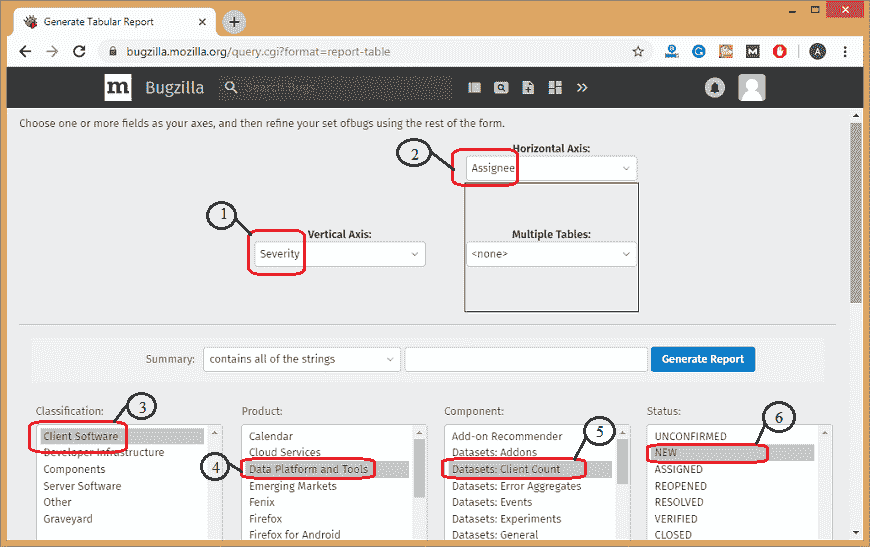 Generate Tabular Report
bugzilla.mozilla.org/query.cgi?format=report-table
A
m Bugzilla Search Bugs
Choose one or more fields as your axes, and then refine your set ofbugs using the rest of the form.
2
Horizontal Axis:
Assignee
1
Vertical Axis:
Severity
Multiple Tables:
<none>
Summary: contains all of the strings Generate Report
3
Classification:
Client Software
Developer Infrastructure
Components
Server Software
Other
Graveyard
4
Product:
Calendar
Cloud Services
Data Platform and Tools
Emerging Markets
Fenix
Firefox
Firefox for Android
5
Component:
Add-on Recommender
Datasets: Addons
Datasets: Client Count
Datasets: Error Aggregates
Datasets: Events
Datasets: Experiments
Datasets: General
6
Status:
UNCONFIRMED
NEW
ASSIGNED
REOPENED
RESOLVED
VERIFIED
CLOSED